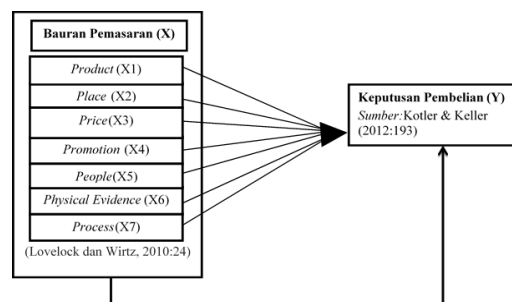 Bauran Pemasaran (X)
Product (X1)
Place (X2)
Price(X3)
Promotion (X4)
People(X5)
Physical Evidence (X6)
Process(X7)
(Lovelock dan Wirtz, 2010:24)
Keputusan Pembelian (Y)
Sumber:Kotler & Keller
(2012:193)